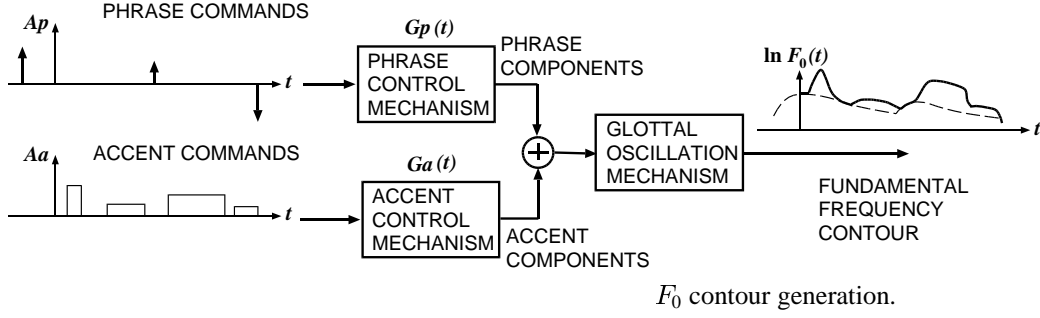 PHRASE COMMANDS
Ap
t
Gp (t)
PHRASE
CONTROL
MECHANISM
PHRASE
COMPONENTS
ACCENT COMMANDS
Aa
t
Ga (t)
ACCENT
CONTROL
MECHANISM
ACCENT
COMPONENTS
+
GLOTTAL
OSCILLATION
MECHANISM
ln F0(t)
t
FUNDAMENTAL
FREQUENCY
CONTOUR
F0 contour generation.